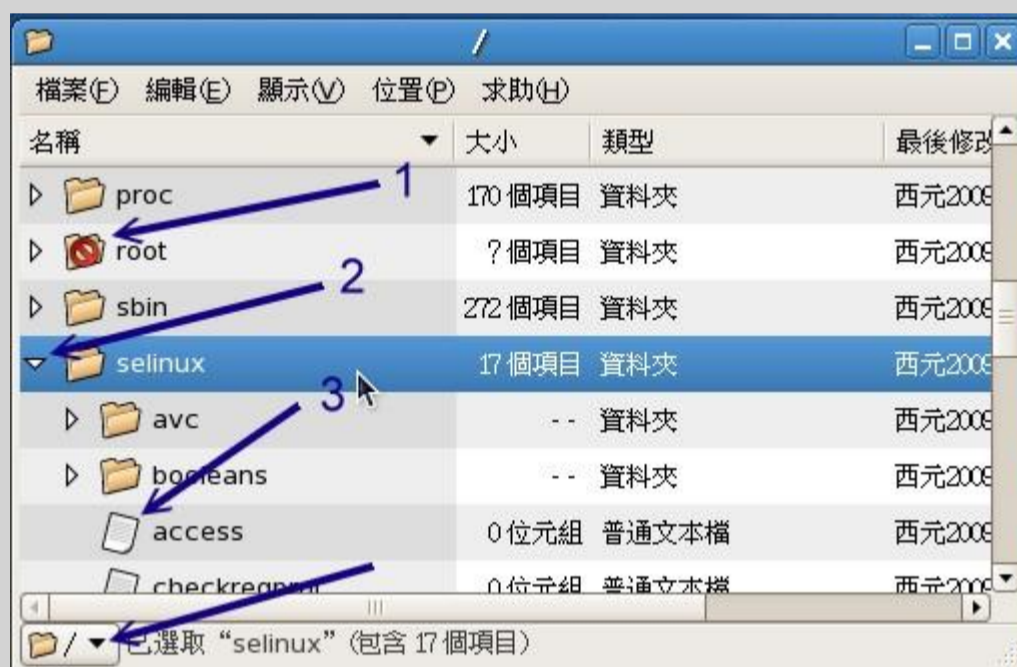 /
檔案(F) 編輯(E) 顯示(V) 位置(P) 求助(H)
名稱 大小 類型 最後修改
proc 170 個項目 資料夾 西元2009
1
root ? 個項目 資料夾 西元2009
2
sbin 272 個項目 資料夾 西元2009
selinux 17 個項目 資料夾 西元2009
3
avc -- 資料夾 西元2009
booleans -- 資料夾 西元2009
access 0 位元組 普通文本檔 西元2009
checkreqprot 0 位元組 普通文本檔 西元2009
/ 已選取 “selinux” (包含 17 個項目)